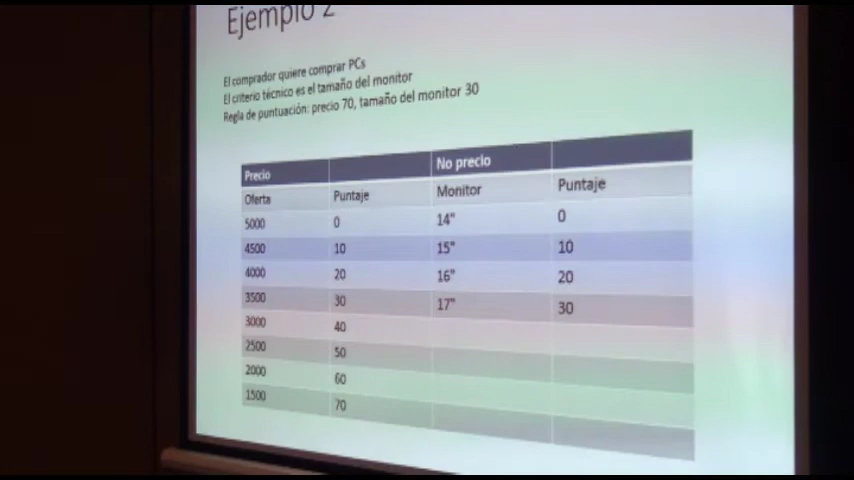 Ejemplo 2
El comprador quiere comprar PCs
El criterio técnico es el tamaño del monitor
Regla de puntuación: precio 70, tamaño del monitor 30
Precio No precio
Oferta Puntaje Monitor Puntaje
5000 0 14" 0
4500 10 15" 10
4000 20 16" 20
3500 30 17" 30
3000 40
2500 50
2000 60
1500 70